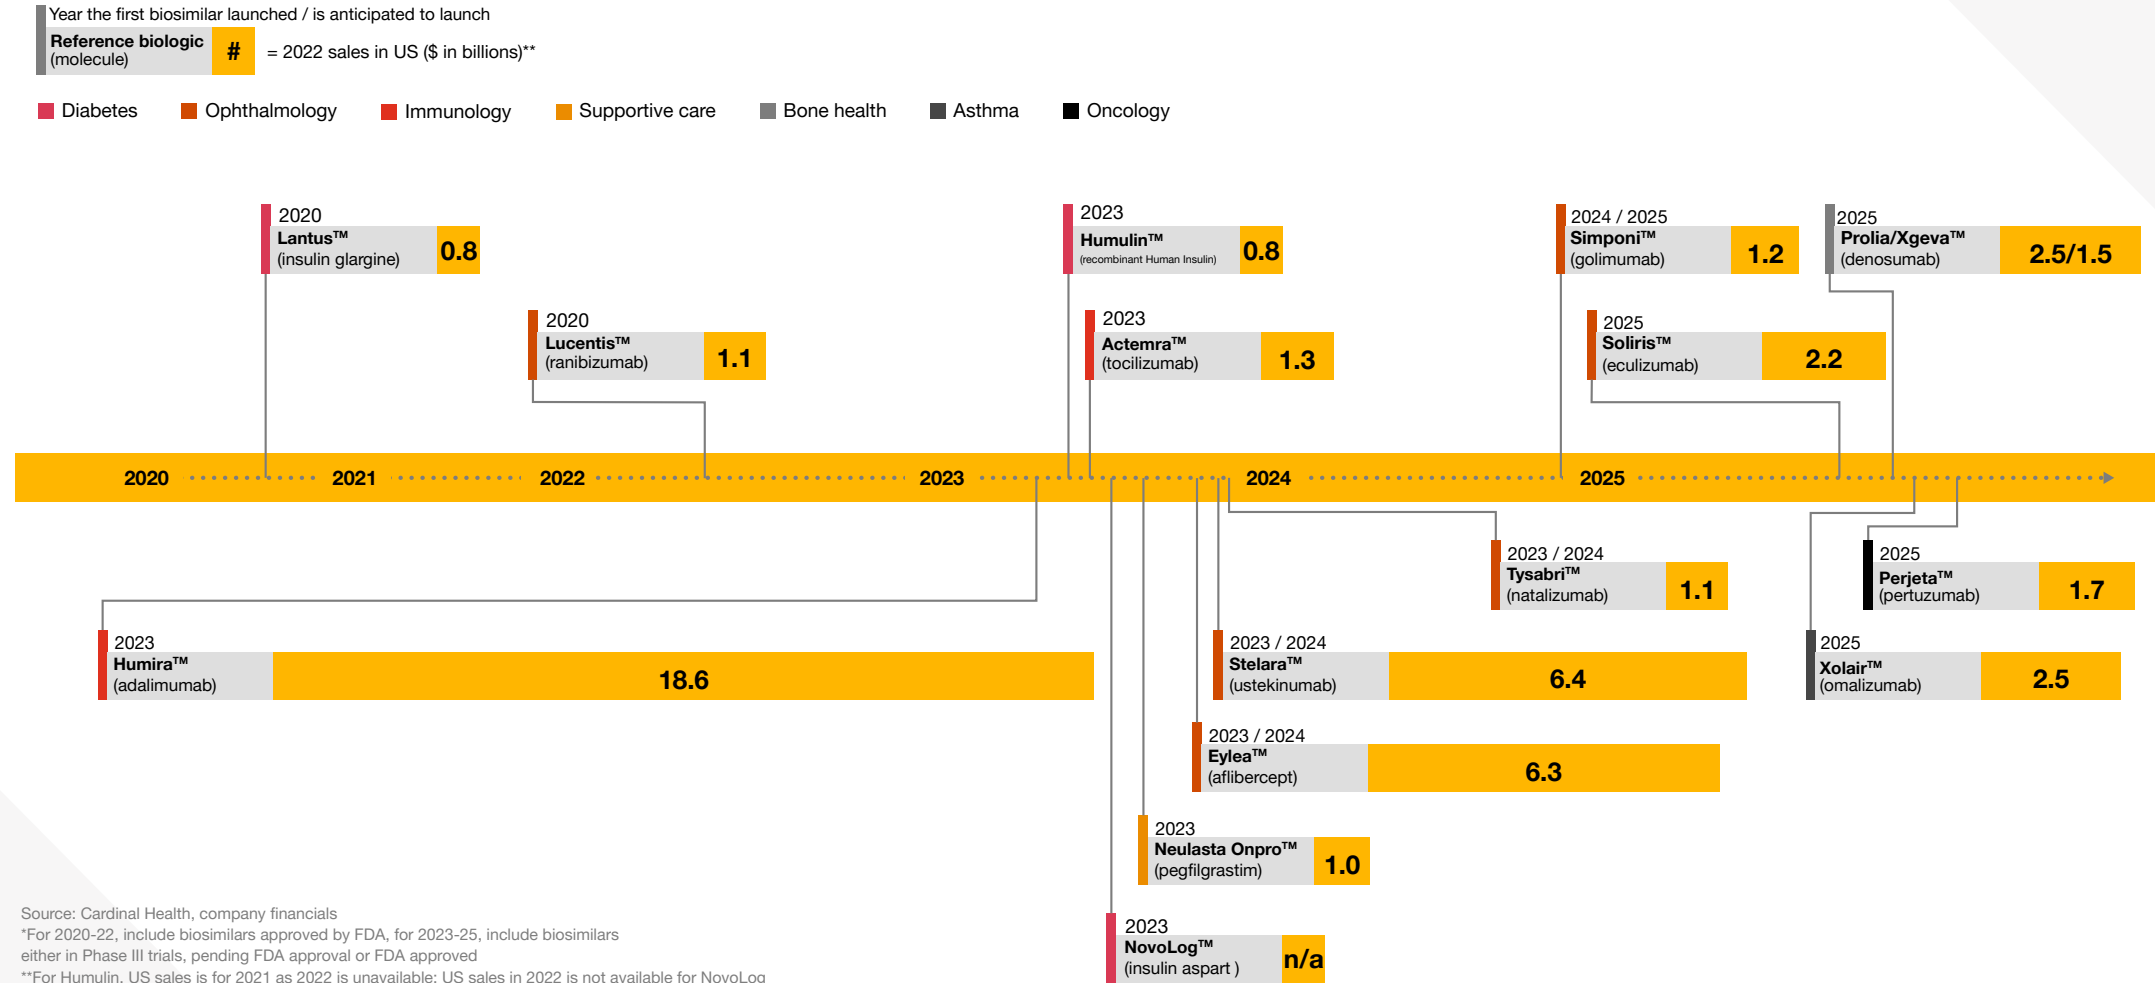 Year the first biosimilar launched / is anticipated to launch
Reference biologic
(molecule)
#
= 2022 sales in US ($ in billions)**
Diabetes
Ophthalmology
Immunology
Supportive care
Bone health
Asthma
Oncology
2020
Lantus™
(insulin glargine)
0.8
2023
Humulin™
(recombinant Human Insulin)
0.8
2024 / 2025
Simponi™
(golimumab)
1.2
2025
Prolia/Xgeva™
(denosumab)
2.5/1.5
2020
Lucentis™
(ranibizumab)
1.1
2023
Actemra™
(tocilizumab)
1.3
2025
Soliris™
(eculizumab)
2.2
2020
2021
2022
2023
2024
2025
2023 / 2024
Tysabri™
(natalizumab)
1.1
2025
Perjeta™
(pertuzumab)
1.7
2023
Humira™
(adalimumab)
18.6
2023 / 2024
Stelara™
(ustekinumab)
6.4
2025
Xolair™
(omalizumab)
2.5
2023 / 2024
Eylea™
(aflibercept)
6.3
2023
Neulasta Onpro™
(pegfilgrastim)
1.0
2023
NovoLog™
(insulin aspart )
n/a
Source: Cardinal Health, company financials
*For 2020-22, include biosimilars approved by FDA, for 2023-25, include biosimilars
either in Phase III trials, pending FDA approval or FDA approved
**For Humulin, US sales is for 2021 as 2022 is unavailable; US sales in 2022 is not available for NovoLog